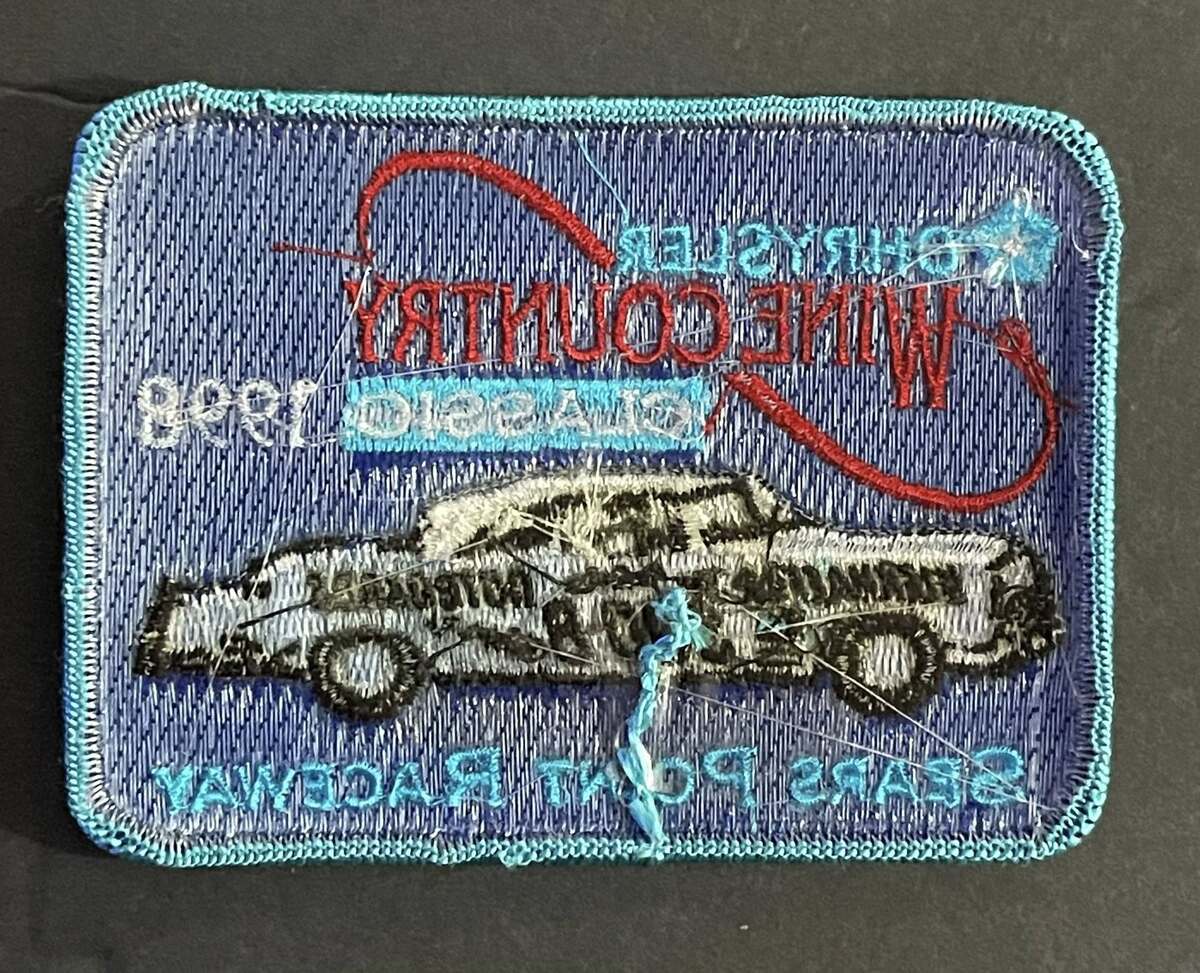 CHRYSLER
WINE COUNTRY
CLASSIC 1998
SEARS POINT RACEWAY